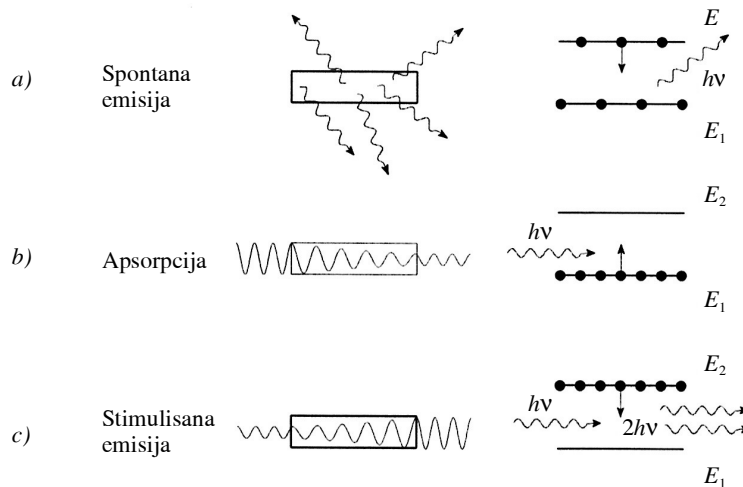 E
a) Spontana
emisija
hν
E₁
E₂
hν
b) Apsorpcija
E₁
E₂
hν
c) Stimulisana
emisija
2hν
E₁